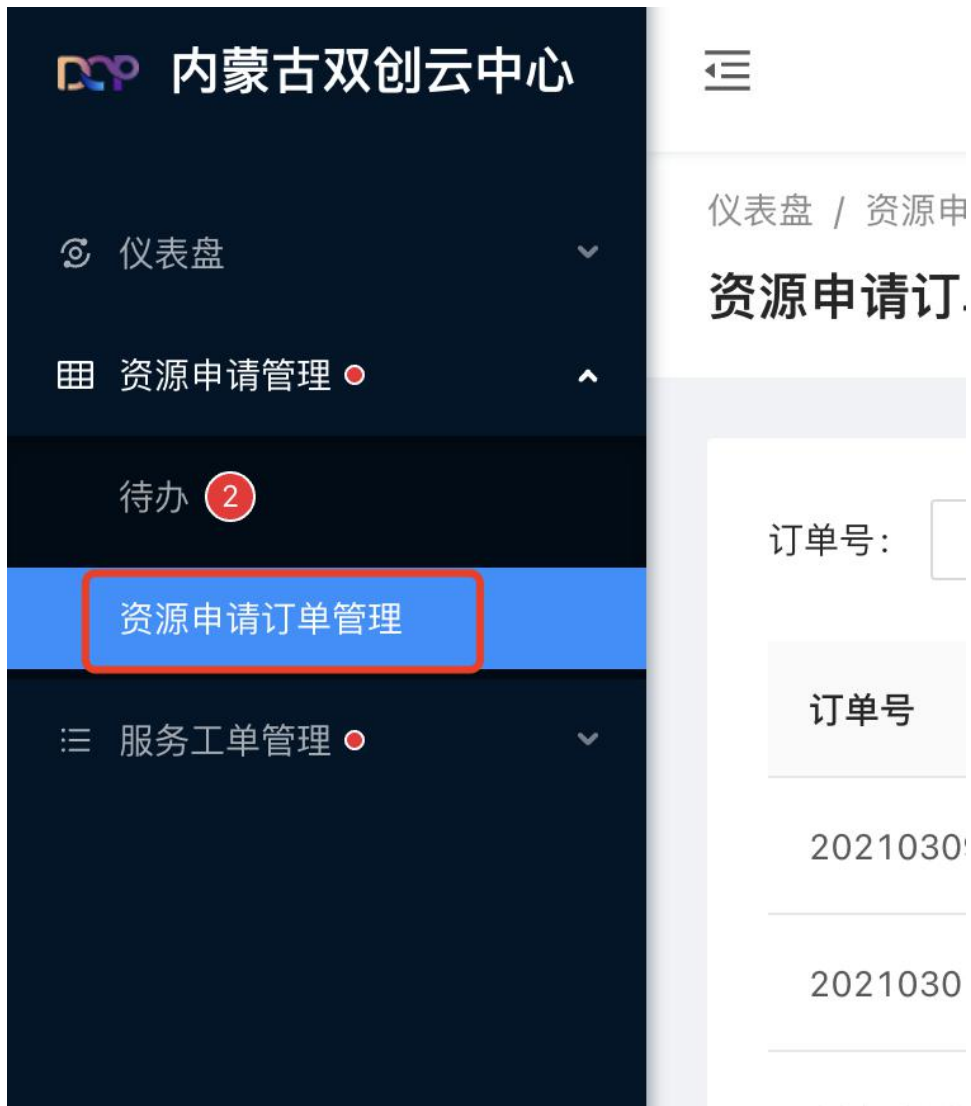 DCP 内蒙古双创云中心
仪表盘
资源申请管理
待办 2
资源申请订单管理
服务工单管理
仪表盘 / 资源申
资源申请订
订单号:
订单号
2021030
2021030